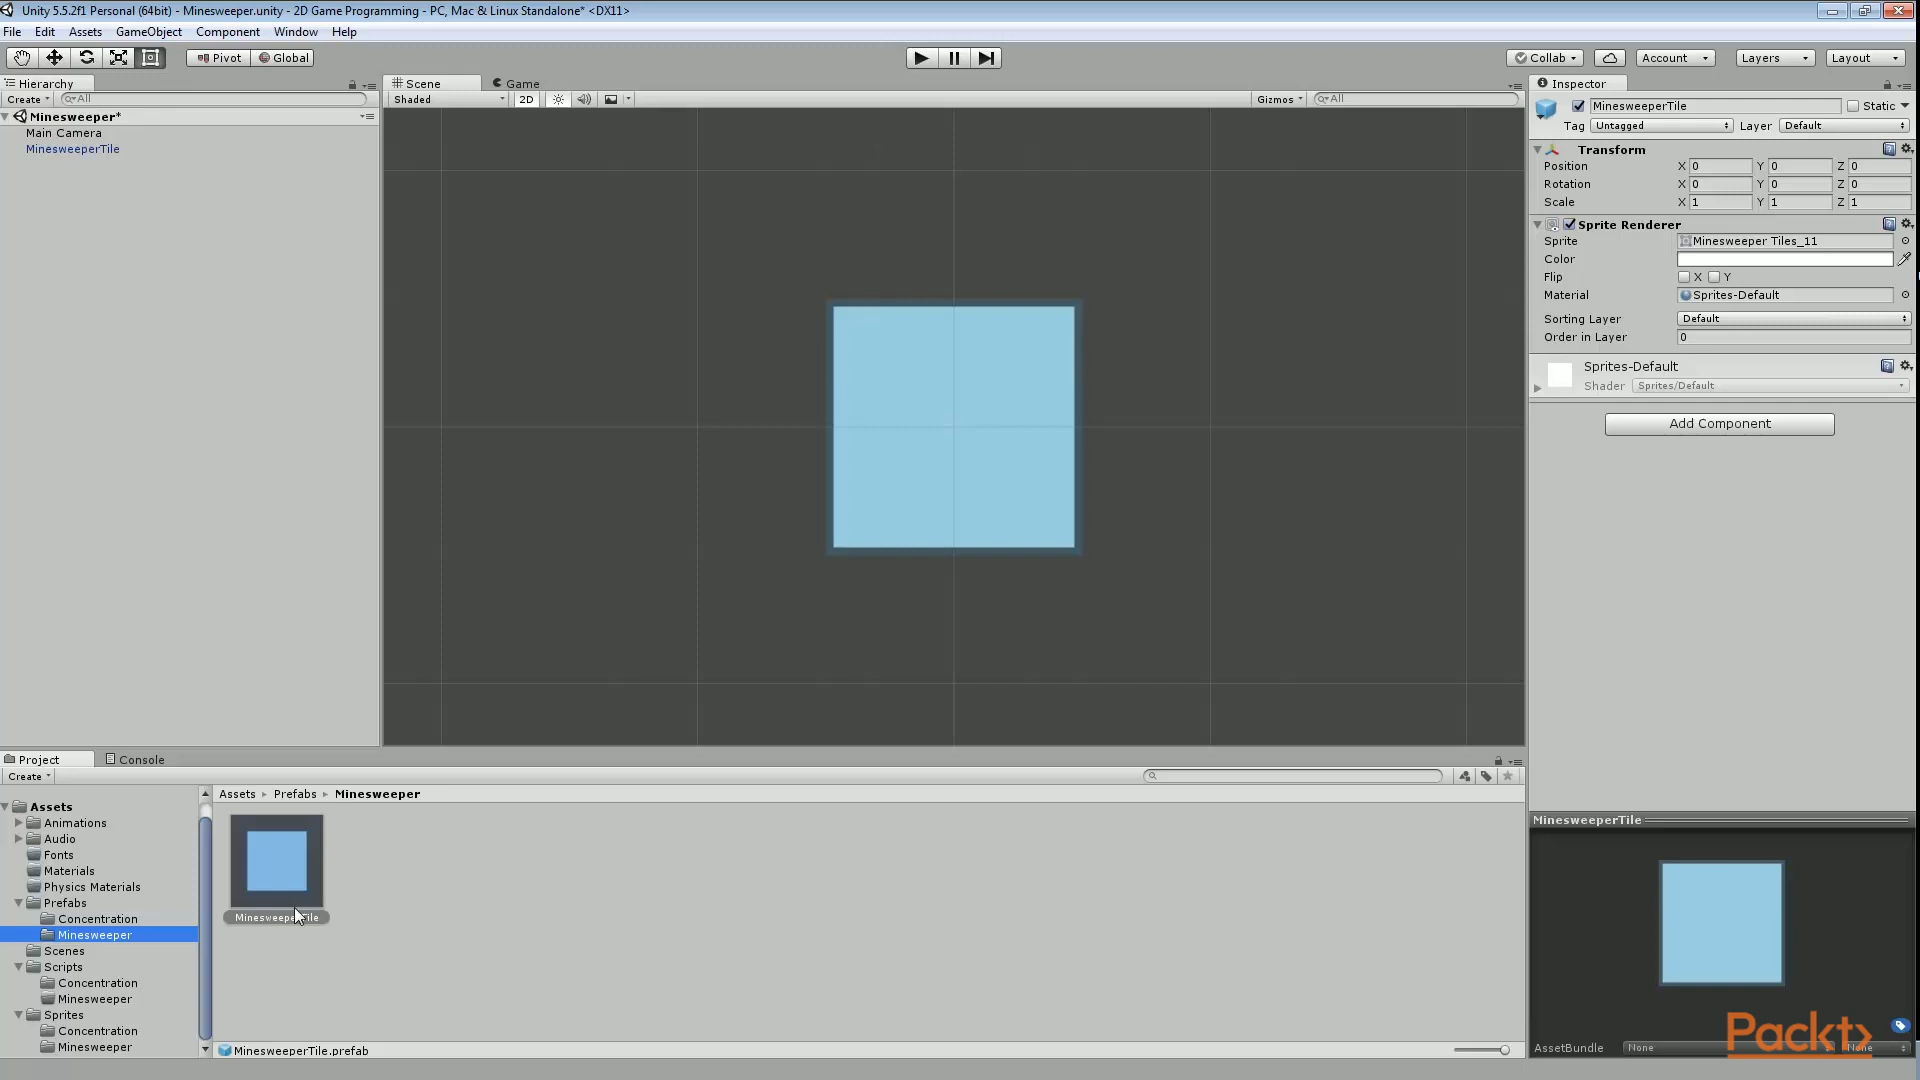 Unity 5.5.2f1 Personal (64bit) - Minesweeper.unity - 2D Game Programming - PC, Mac & Linux Standalone* <DX11>
File Edit Assets GameObject Component Window Help
Pivot Global Collab Account Layers Layout
Hierarchy
Create All
Minesweeper*
Main Camera
MinesweeperTile
Scene Game
Shaded 2D Gizmos All
Inspector
MinesweeperTile Static
Tag Untagged Layer Default
Transform
Position X 0 Y 0 Z 0
Rotation X 0 Y 0 Z 0
Scale X 1 Y 1 Z 1
Sprite Renderer
Sprite Minesweeper Tiles_11
Color
Flip X Y
Material Sprites-Default
Sorting Layer Default
Order in Layer 0
Sprites-Default
Shader Sprites/Default
Add Component
Project Console
Create
Assets
Animations
Audio
Fonts
Materials
Physics Materials
Prefabs
Concentration
Minesweeper
Scenes
Scripts
Concentration
Minesweeper
Sprites
Concentration
Minesweeper
Assets Prefabs Minesweeper
MinesweeperTile
MinesweeperTile.prefab
MinesweeperTile
AssetBundle None None
Packt